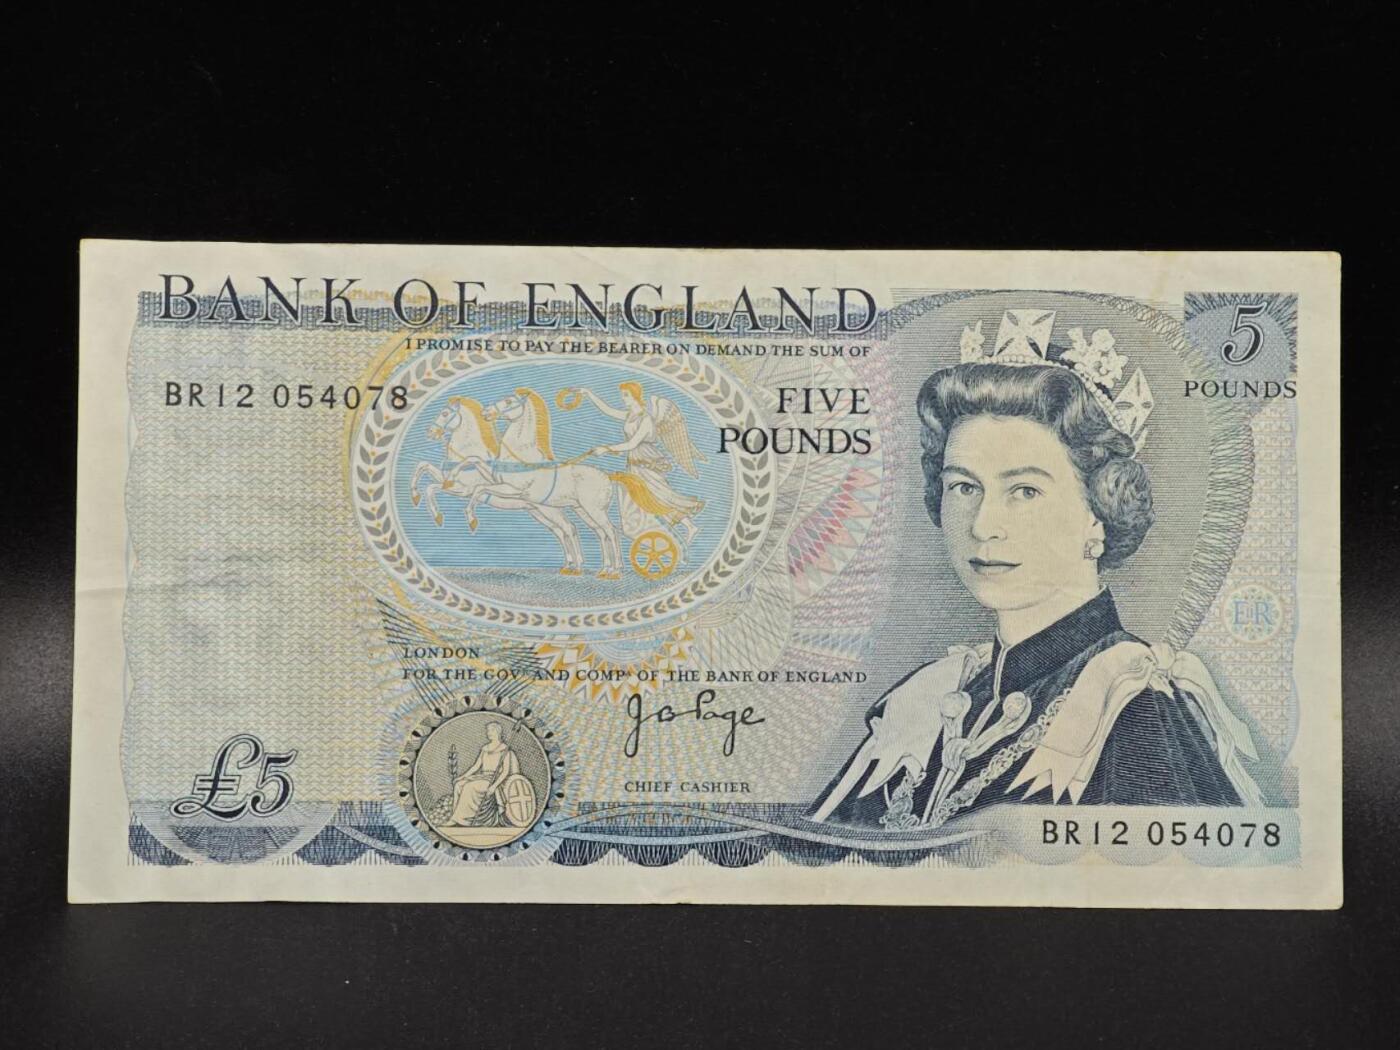 BANK OF ENGLAND
I PROMISE TO PAY THE BEARER ON DEMAND THE SUM OF
5
POUNDS
BR12 054078
FIVE
POUNDS
ER
LONDON
FOR THE GOVR AND COMPA OF THE BANK OF ENGLAND
JBPage
£5
CHIEF CASHIER
BR12 054078